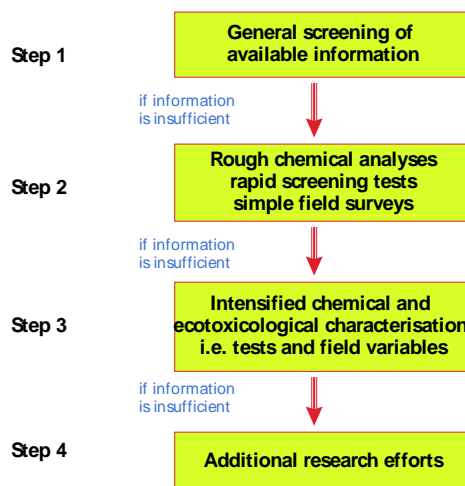 Step 1
General screening of
available information
if information
is insufficient
Step 2
Rough chemical analyses
rapid screening tests
simple field surveys
if information
is insufficient
Step 3
Intensified chemical and
ecotoxicological characterisation
i.e. tests and field variables
if information
is insufficient
Step 4
Additional research efforts